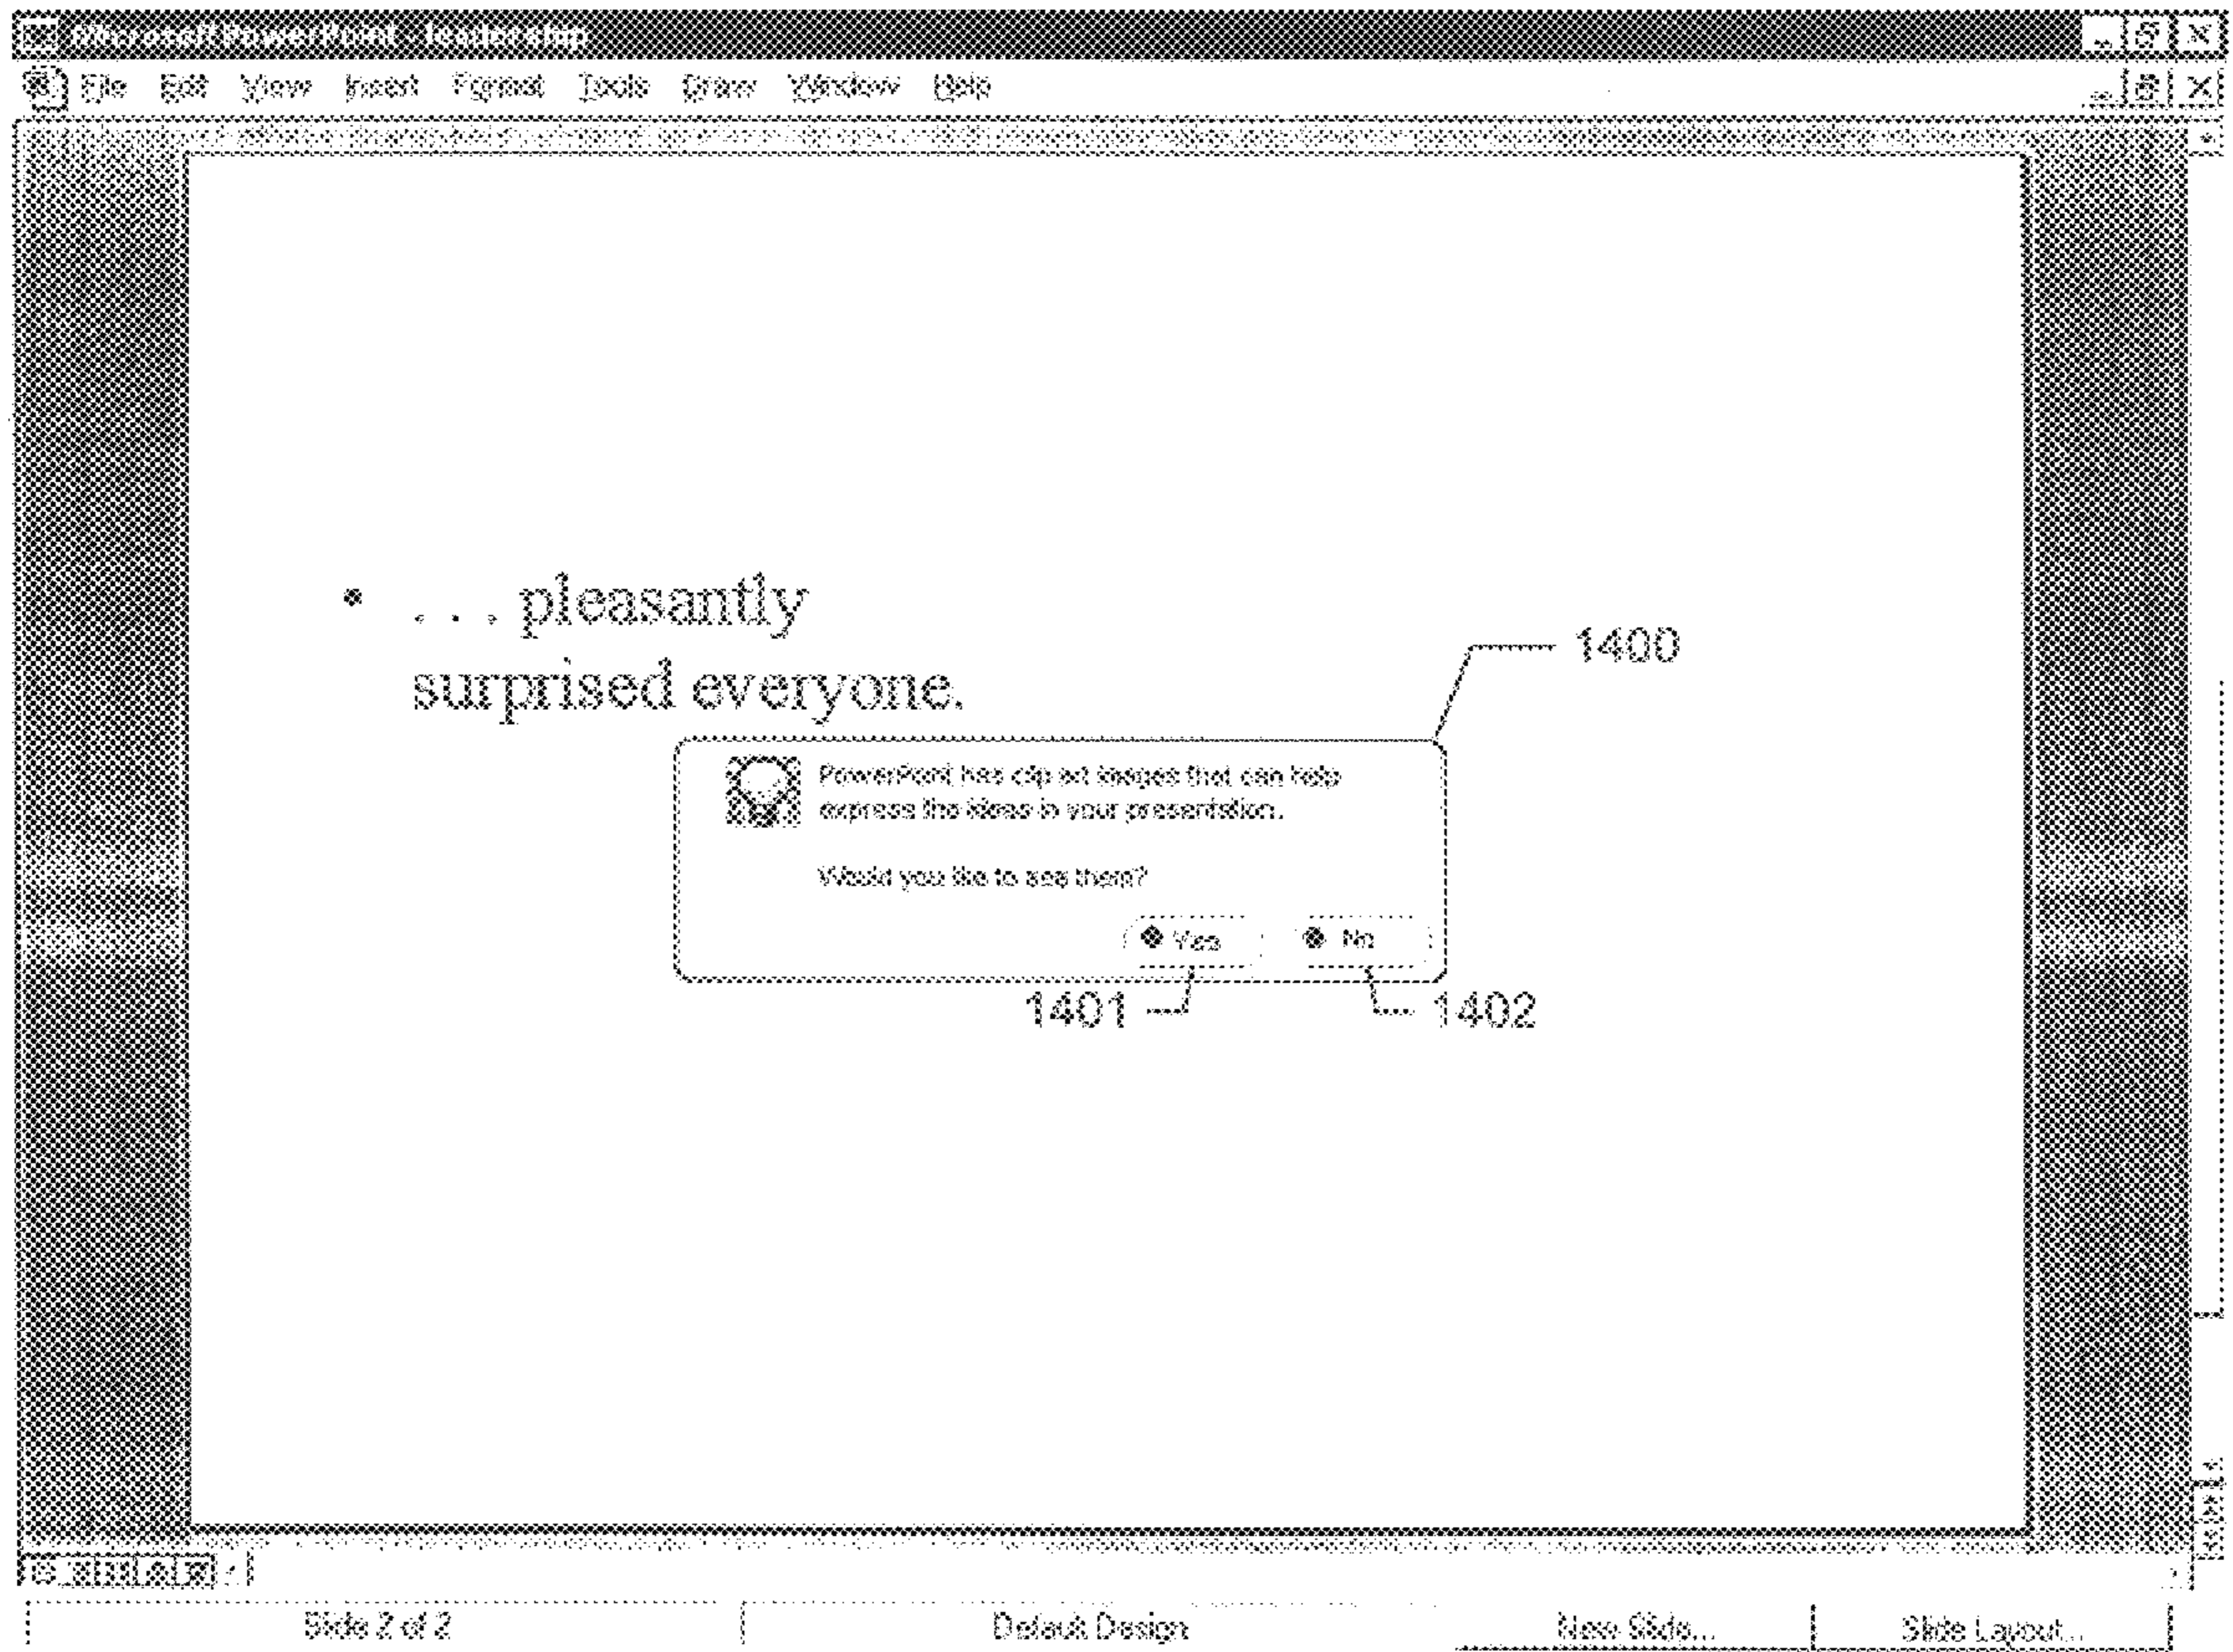 Microsoft PowerPoint - leadership
File Edit View Insert Format Tools Draw Window Help
• . . . pleasantly
surprised everyone.
1400
PowerPoint has clip art images that can help
express the ideas in your presentation.
Would you like to see them?
Yes No
1401 1402
Slide 2 of 2 Default Design New Slide... Slide Layout...